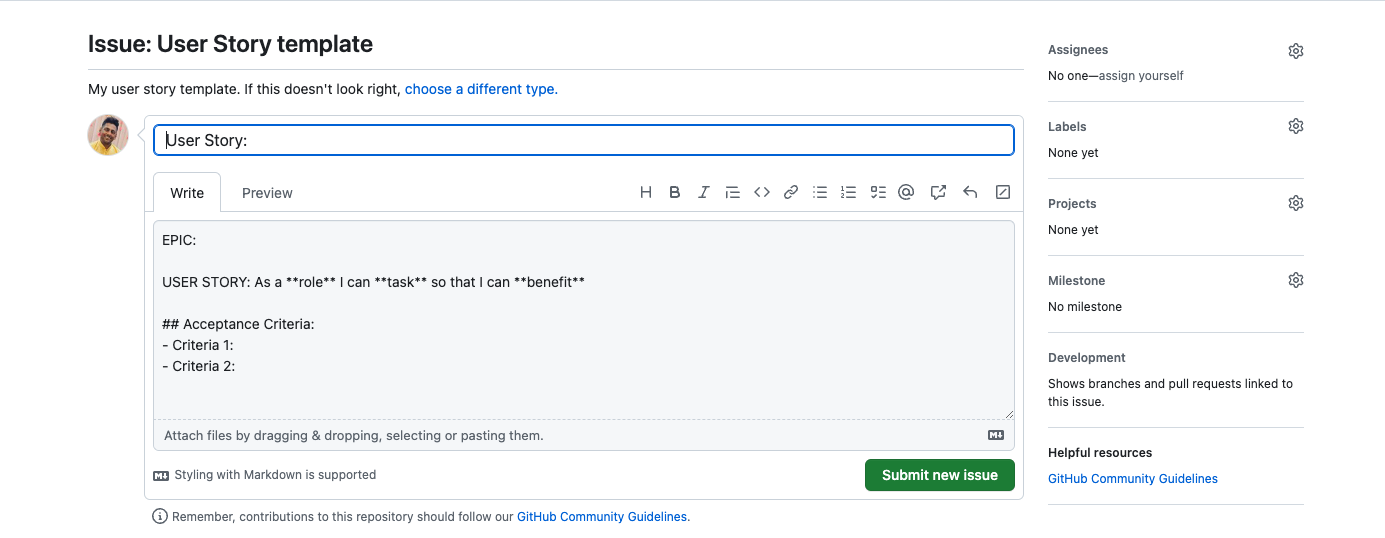 Issue: User Story template
My user story template. If this doesn't look right, choose a different type.
User Story:
Write
Preview
EPIC:
USER STORY: As a **role** I can **task** so that I can **benefit**
## Acceptance Criteria:
- Criteria 1:
- Criteria 2:
Attach files by dragging & dropping, selecting or pasting them.
Styling with Markdown is supported
Submit new issue
Remember, contributions to this repository should follow our GitHub Community Guidelines.
Assignees
No one—assign yourself
Labels
None yet
Projects
None yet
Milestone
No milestone
Development
Shows branches and pull requests linked to
this issue.
Helpful resources
GitHub Community Guidelines